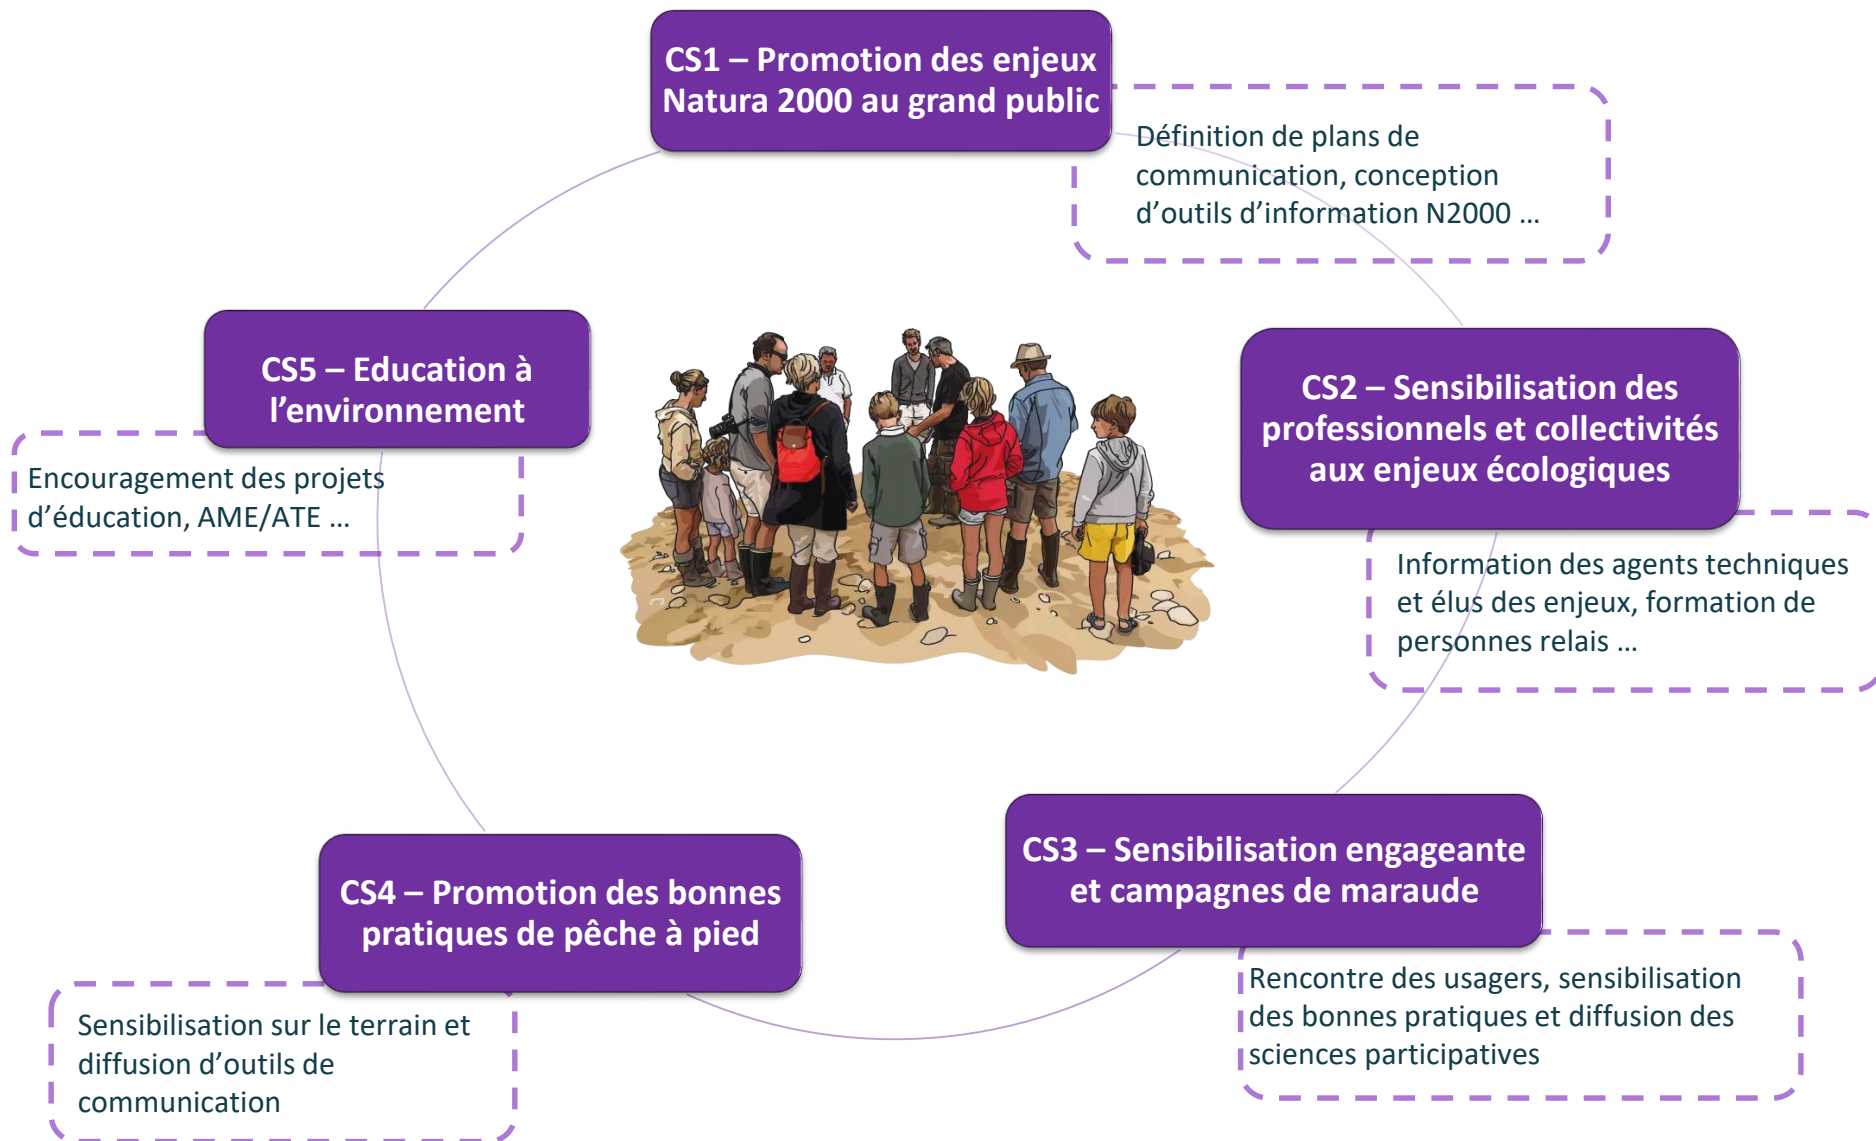 CS1 – Promotion des enjeux
Natura 2000 au grand public
Définition de plans de
communication, conception
d’outils d’information N2000 ...
CS2 – Sensibilisation des
professionnels et collectivités
aux enjeux écologiques
Information des agents techniques
et élus des enjeux, formation de
personnes relais ...
CS3 – Sensibilisation engageante
et campagnes de maraude
Rencontre des usagers, sensibilisation
des bonnes pratiques et diffusion des
sciences participatives
CS4 – Promotion des bonnes
pratiques de pêche à pied
Sensibilisation sur le terrain et
diffusion d’outils de
communication
CS5 – Education à
l’environnement
Encouragement des projets
d’éducation, AME/ATE ...